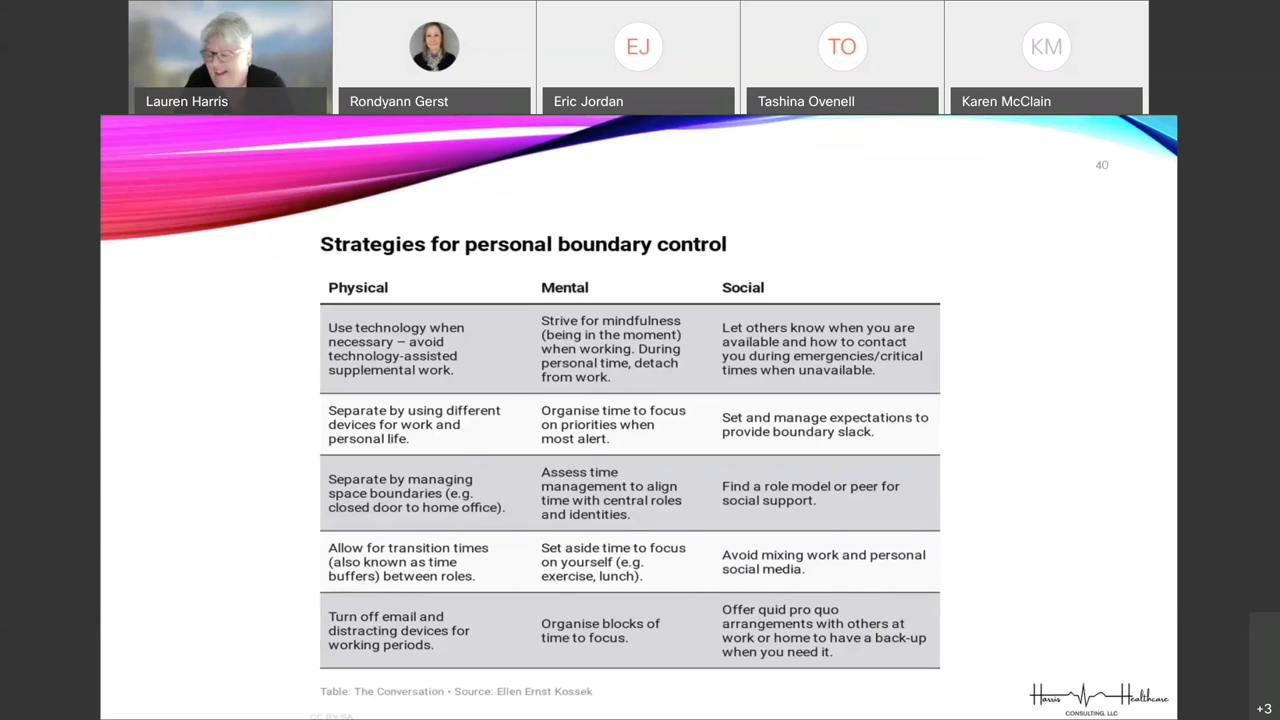 EJ
TO
KM
Lauren Harris
Rondyann Gerst
Eric Jordan
Tashina Ovenell
Karen McClain
40
Strategies for personal boundary control
Physical
Mental
Social
Use technology when
necessary – avoid
technology-assisted
supplemental work.
Strive for mindfulness
(being in the moment)
when working. During
personal time, detach
from work.
Let others know when you are
available and how to contact
you during emergencies/critical
times when unavailable.
Separate by using different
devices for work and
personal life.
Organise time to focus
on priorities when
most alert.
Set and manage expectations to
provide boundary slack.
Separate by managing
space boundaries (e.g.
closed door to home office).
Assess time
management to align
time with central roles
and identities.
Find a role model or peer for
social support.
Allow for transition times
(also known as time
buffers) between roles.
Set aside time to focus
on yourself (e.g.
exercise, lunch).
Avoid mixing work and personal
social media.
Turn off email and
distracting devices for
working periods.
Organise blocks of
time to focus.
Offer quid pro quo
arrangements with others at
work or home to have a back-up
when you need it.
Table: The Conversation • Source: Ellen Ernst Kossek
CC BY-SA
Harris Healthcare
CONSULTING, LLC
+3